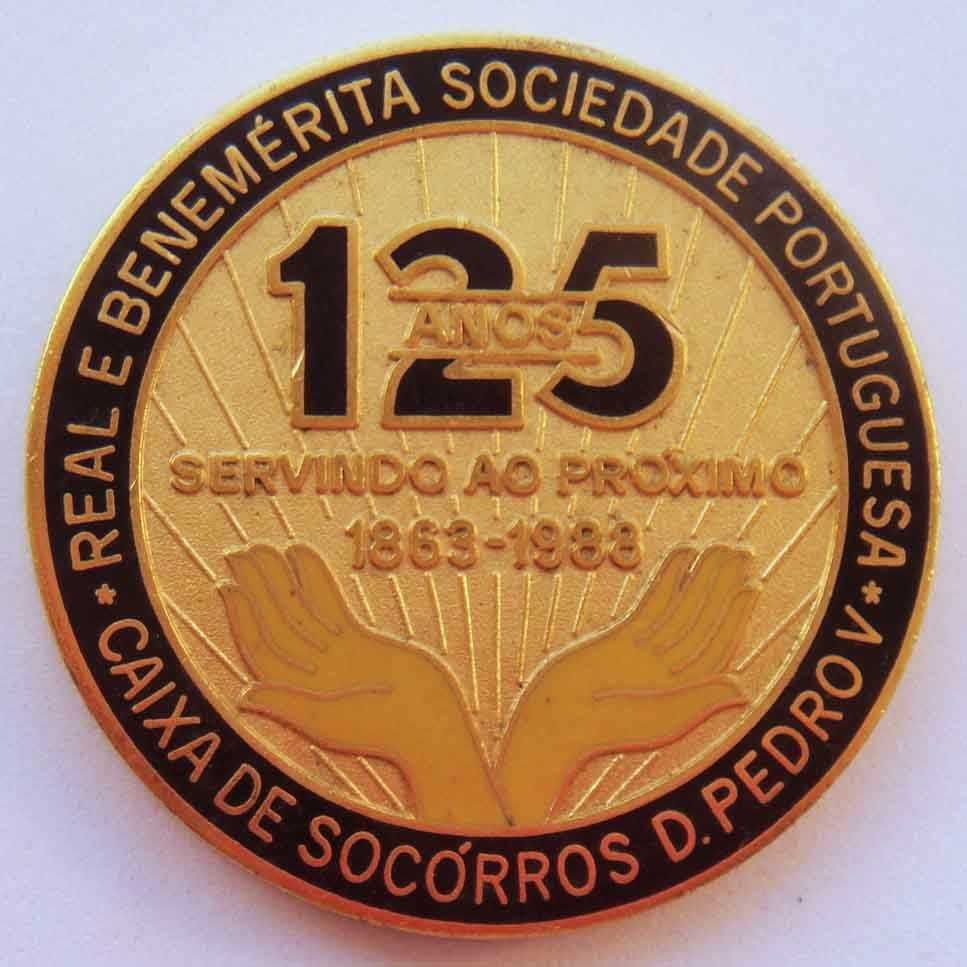 REAL E BENEMÉRITA SOCIEDADE PORTUGUESA
* CAIXA DE SOCÓRROS D. PEDRO V *
125
ANOS
SERVINDO AO PRÓXIMO
1863-1988